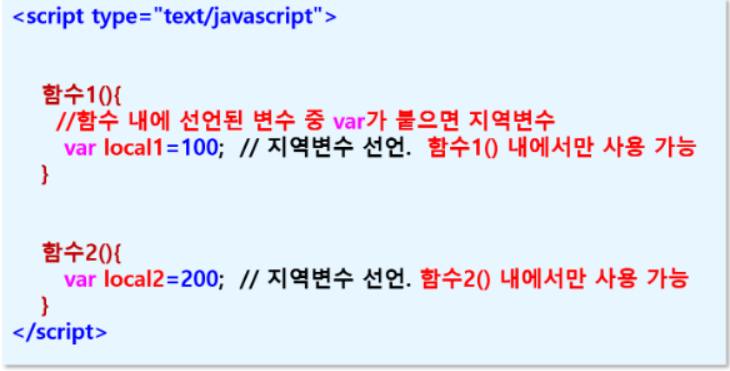 <script type="text/javascript">
함수1(){
//함수 내에 선언된 변수 중 var가 붙으면 지역변수
var local1=100; // 지역변수 선언. 함수1() 내에서만 사용 가능
}
함수2(){
var local2=200; // 지역변수 선언. 함수2() 내에서만 사용 가능
}
</script>